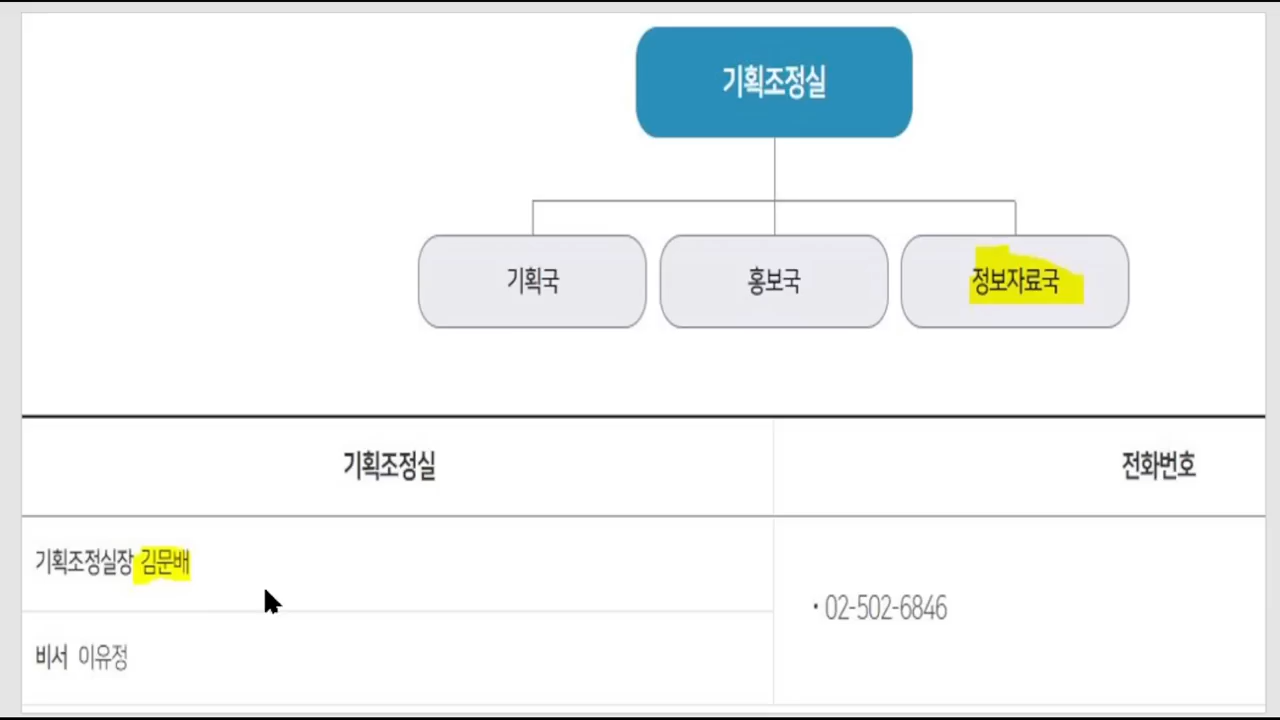 기획조정실
기획국 홍보국 정보자료국
기획조정실 전화번호
기획조정실장 김문배
· 02-502-6846
비서 이유정